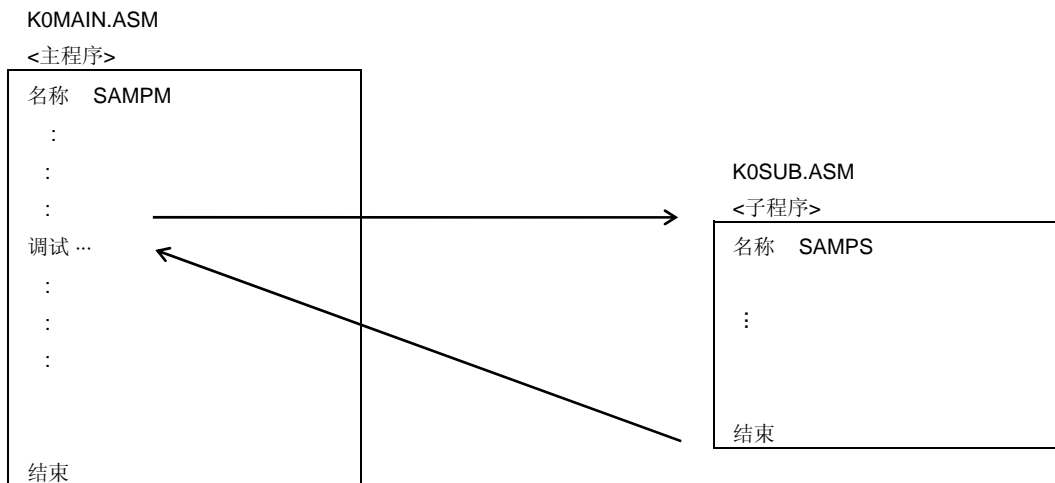 K0MAIN.ASM
<主程序>
名称 SAMPM
:
:
:
调试 …
:
:
:
结束
K0SUB.ASM
<子程序>
名称 SAMPS
⋮
结束